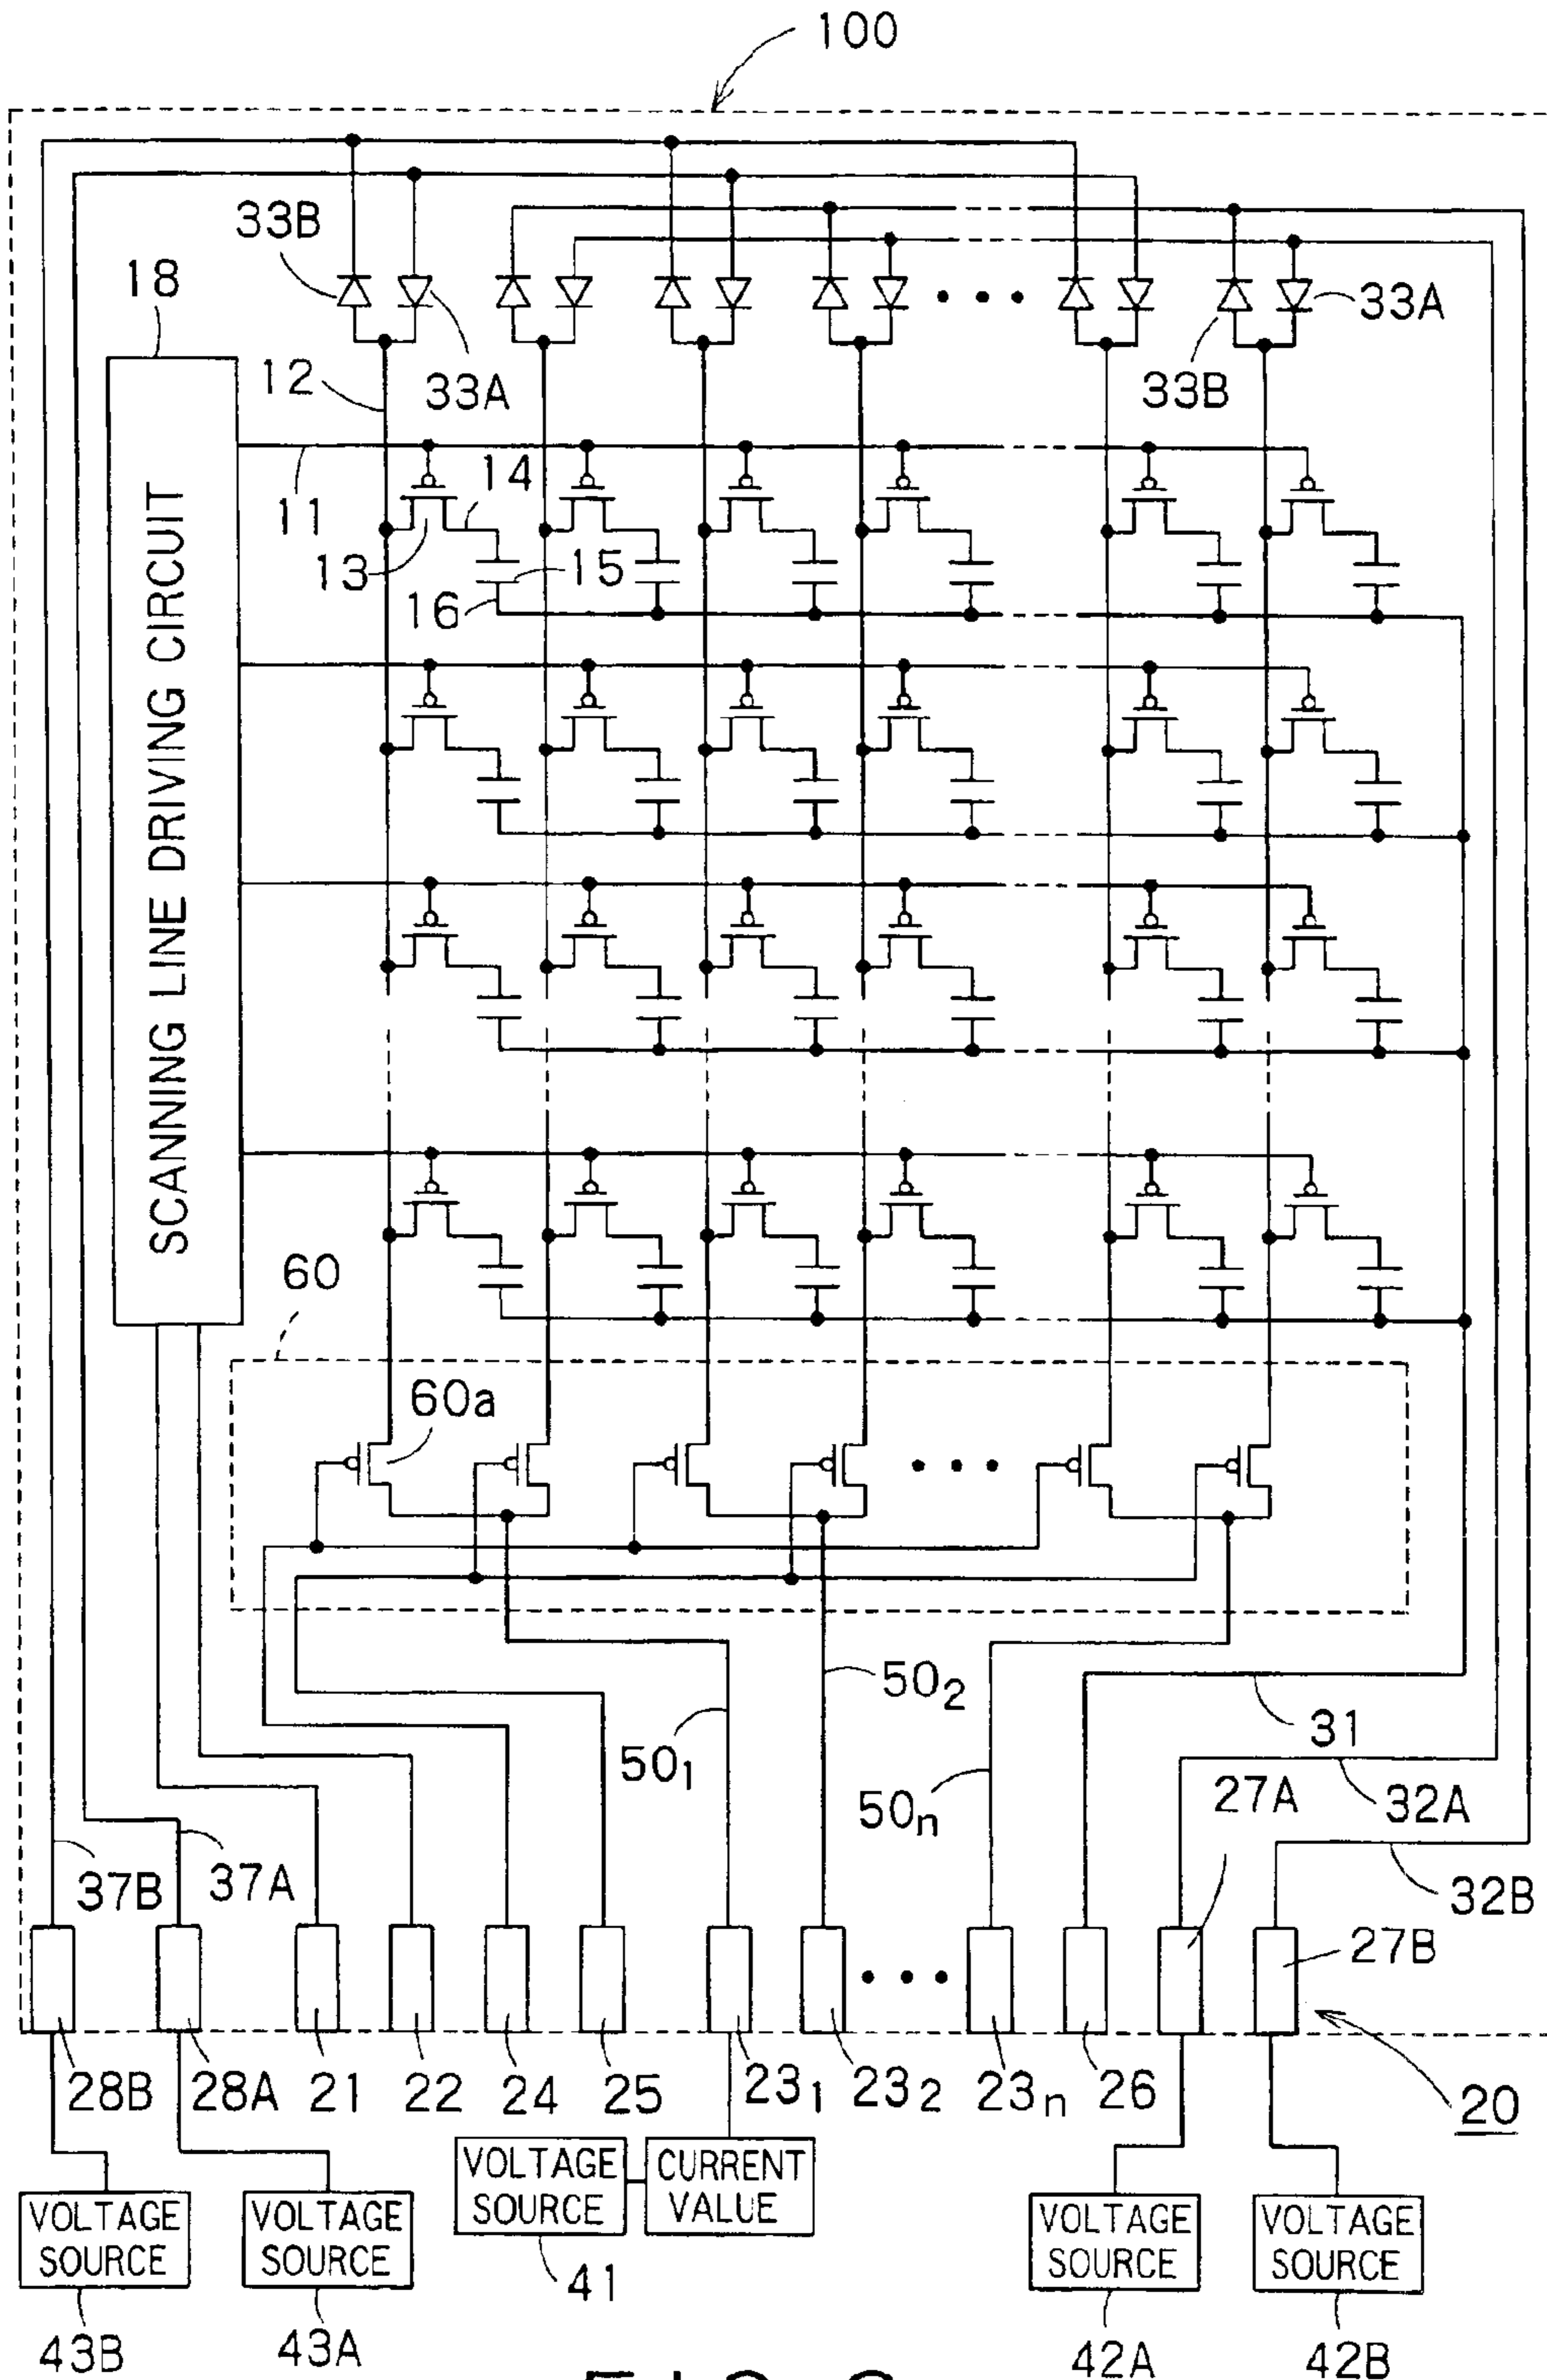 100
33B
18
33A
12
33A
33B
11
14
13
15
16
SCANNING LINE DRIVING CIRCUIT
60
60a
50₂
50₁
31
50ₙ
27A
32A
37B
37A
32B
27B
28B
28A
21
22
24
25
23₁
23₂
23ₙ
26
20
VOLTAGE SOURCE
VOLTAGE SOURCE
VOLTAGE SOURCE
CURRENT VALUE
VOLTAGE SOURCE
VOLTAGE SOURCE
41
43B
43A
42A
42B